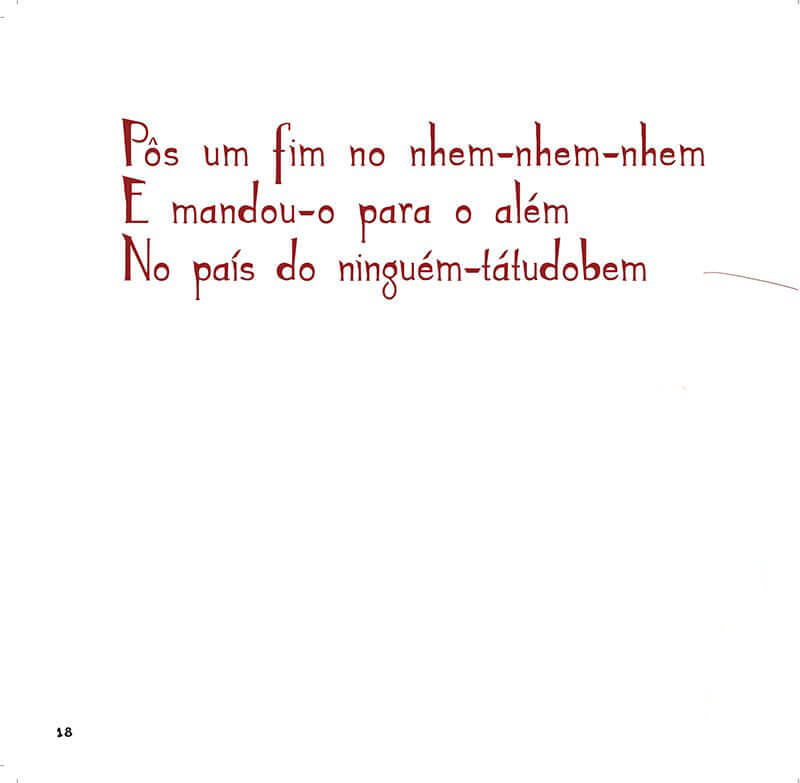 Pôs um fim no nhem-nhem-nhem
E mandou-o para o além
No país do ninguém-tátudobem
18